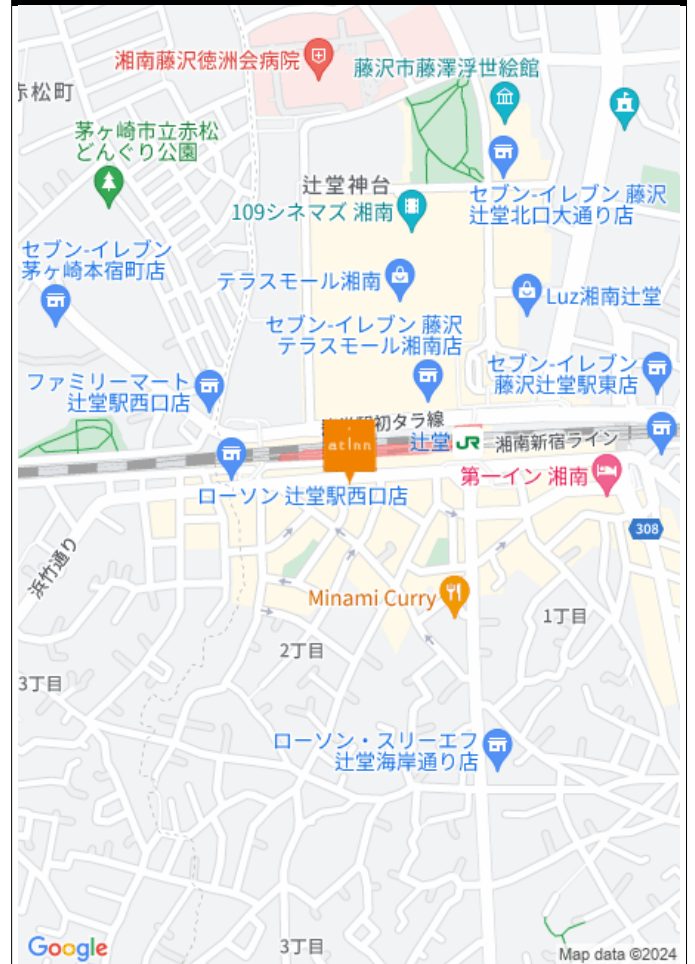 湘南藤沢徳洲会病院
藤沢市藤澤浮世絵館
赤松町
茅ヶ崎市立赤松
どんぐり公園
辻堂神台
109シネマズ 湘南
セブン-イレブン 藤沢
辻堂北口大通り店
セブン-イレブン
茅ヶ崎本宿町店
テラスモール湘南
Luz湘南辻堂
セブン-イレブン 藤沢
テラスモール湘南店
セブン-イレブン
藤沢辻堂駅東店
ファミリーマート
辻堂駅西口店
初タラ線
at inn
辻堂
JR
湘南新宿ライン
ローソン 辻堂駅西口店
第一イン 湘南
308
浜竹通り
Minami Curry
1丁目
2丁目
3丁目
ローソン・スリーエフ
辻堂海岸通り店
3丁目
Google
Map data ©2024